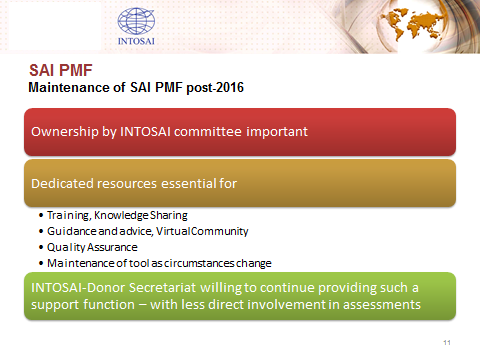 INTOSAI
SAI PMF
Maintenance of SAI PMF post-2016
Ownership by INTOSAI committee important
Dedicated resources essential for
• Training, Knowledge Sharing
• Guidance and advice, Virtual Community
• Quality Assurance
• Maintenance of tool as circumstances change
INTOSAI-Donor Secretariat willing to continue providing such a
support function – with less direct involvement in assessments
11